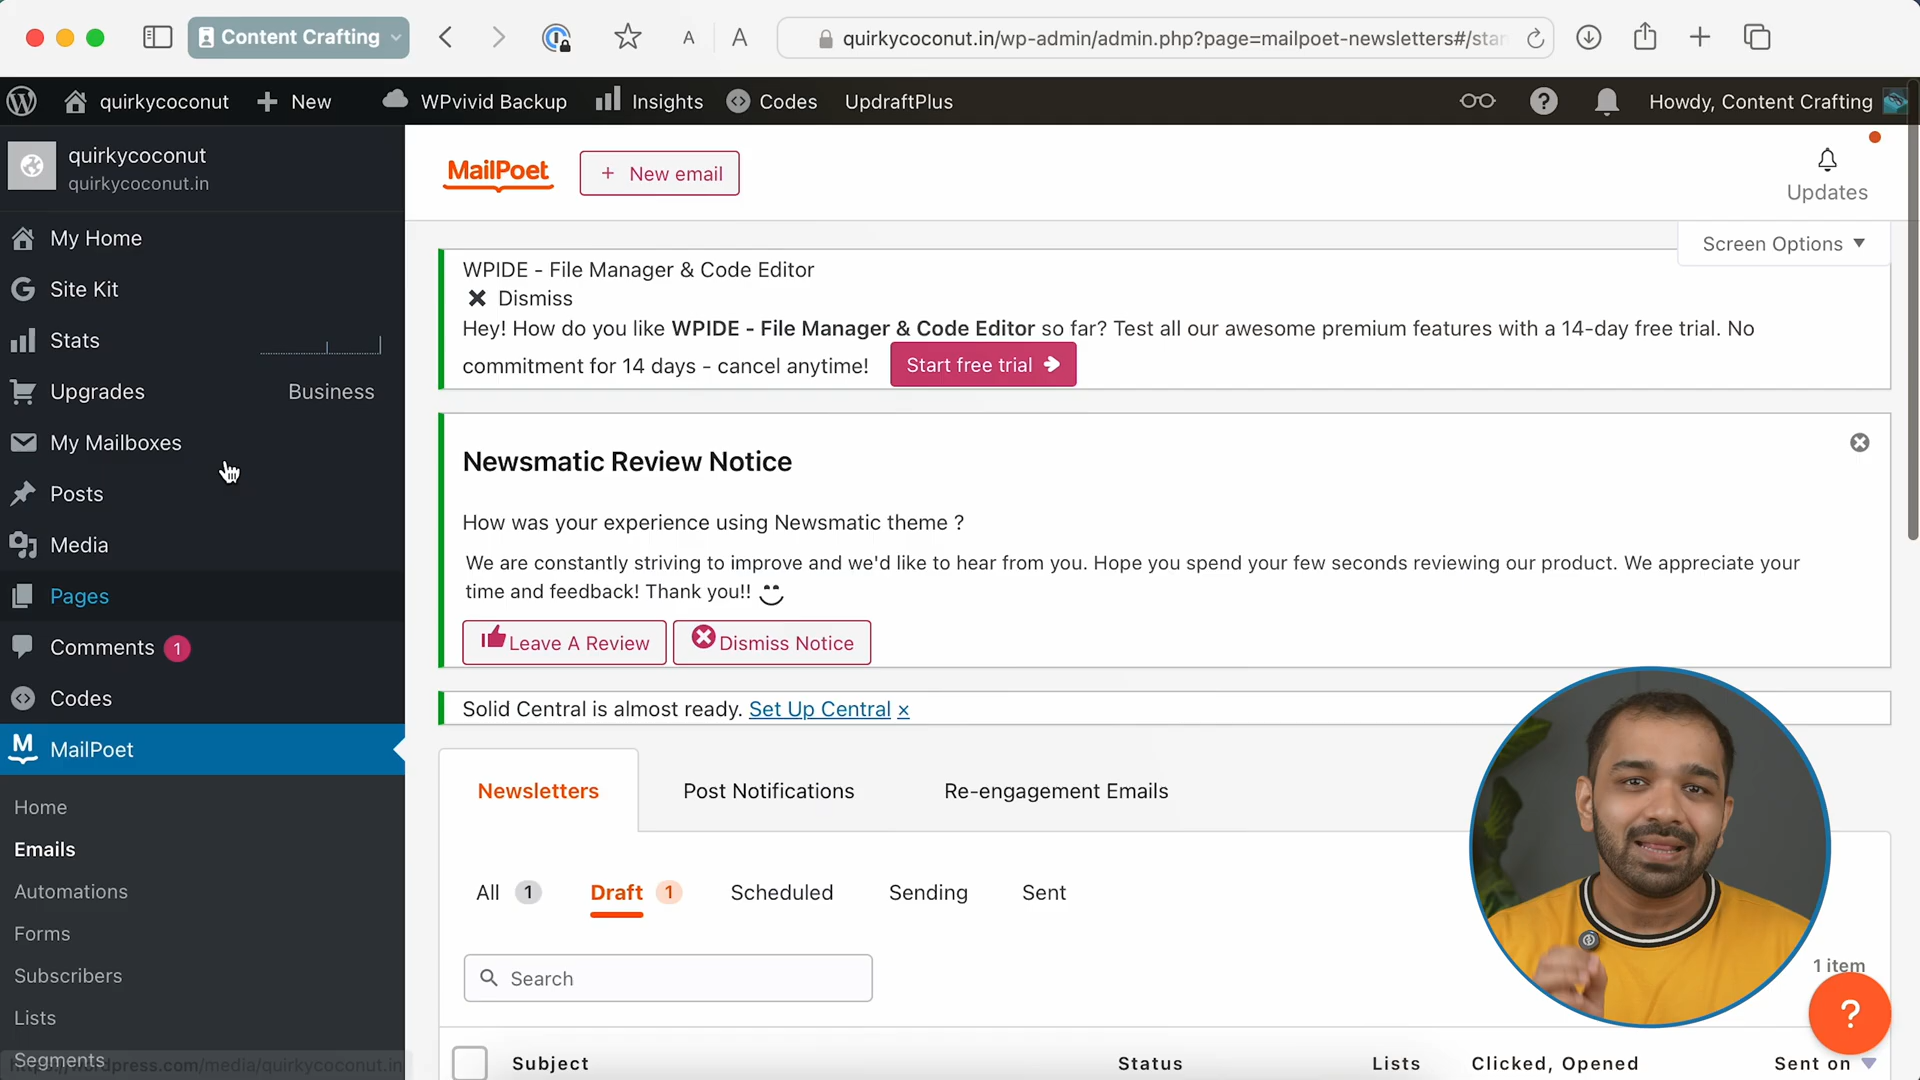 Content Crafting
A
A
quirkycoconut.in/wp-admin/admin.php?page=mailpoet-newsletters#/star
quirkycoconut
New
WPvivid Backup
Insights
Codes
UpdraftPlus
Howdy, Content Crafting
quirkycoconut
quirkycoconut.in
My Home
Site Kit
Stats
Upgrades
Business
My Mailboxes
Posts
Media
Pages
Comments 1
Codes
MailPoet
Home
Emails
Automations
Forms
Subscribers
Lists
Segments
https://wordpress.com/media/quirkycoconut.in
MailPoet
+ New email
Updates
Screen Options
WPIDE - File Manager & Code Editor
Dismiss
Hey! How do you like WPIDE - File Manager & Code Editor so far? Test all our awesome premium features with a 14-day free trial. No
commitment for 14 days - cancel anytime!
Start free trial
Newsmatic Review Notice
How was your experience using Newsmatic theme ?
We are constantly striving to improve and we'd like to hear from you. Hope you spend your few seconds reviewing our product. We appreciate your
time and feedback! Thank you!!
Leave A Review
Dismiss Notice
Solid Central is almost ready. Set Up Central ×
Newsletters
Post Notifications
Re-engagement Emails
All 1
Draft 1
Scheduled
Sending
Sent
Search
1 item
?
Subject
Status
Lists
Clicked, Opened
Sent on